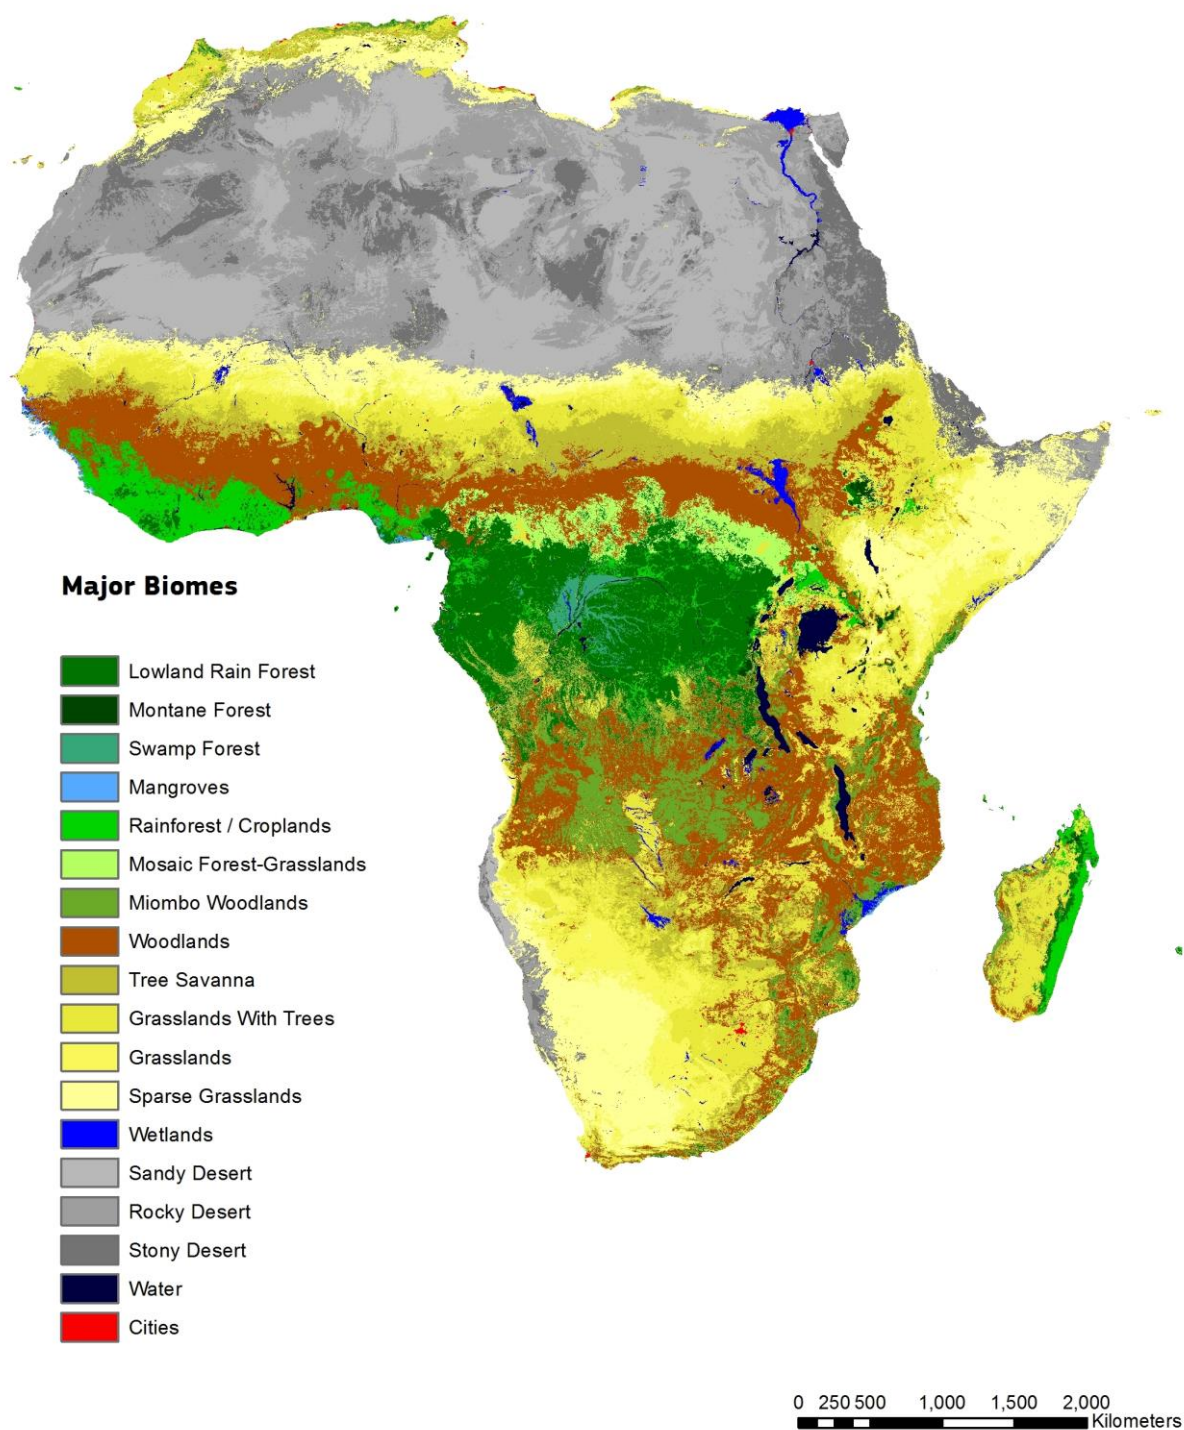 Major Biomes
Lowland Rain Forest
Montane Forest
Swamp Forest
Mangroves
Rainforest / Croplands
Mosaic Forest-Grasslands
Miombo Woodlands
Woodlands
Tree Savanna
Grasslands With Trees
Grasslands
Sparse Grasslands
Wetlands
Sandy Desert
Rocky Desert
Stony Desert
Water
Cities
0 250 500 1,000 1,500 2,000
Kilometers